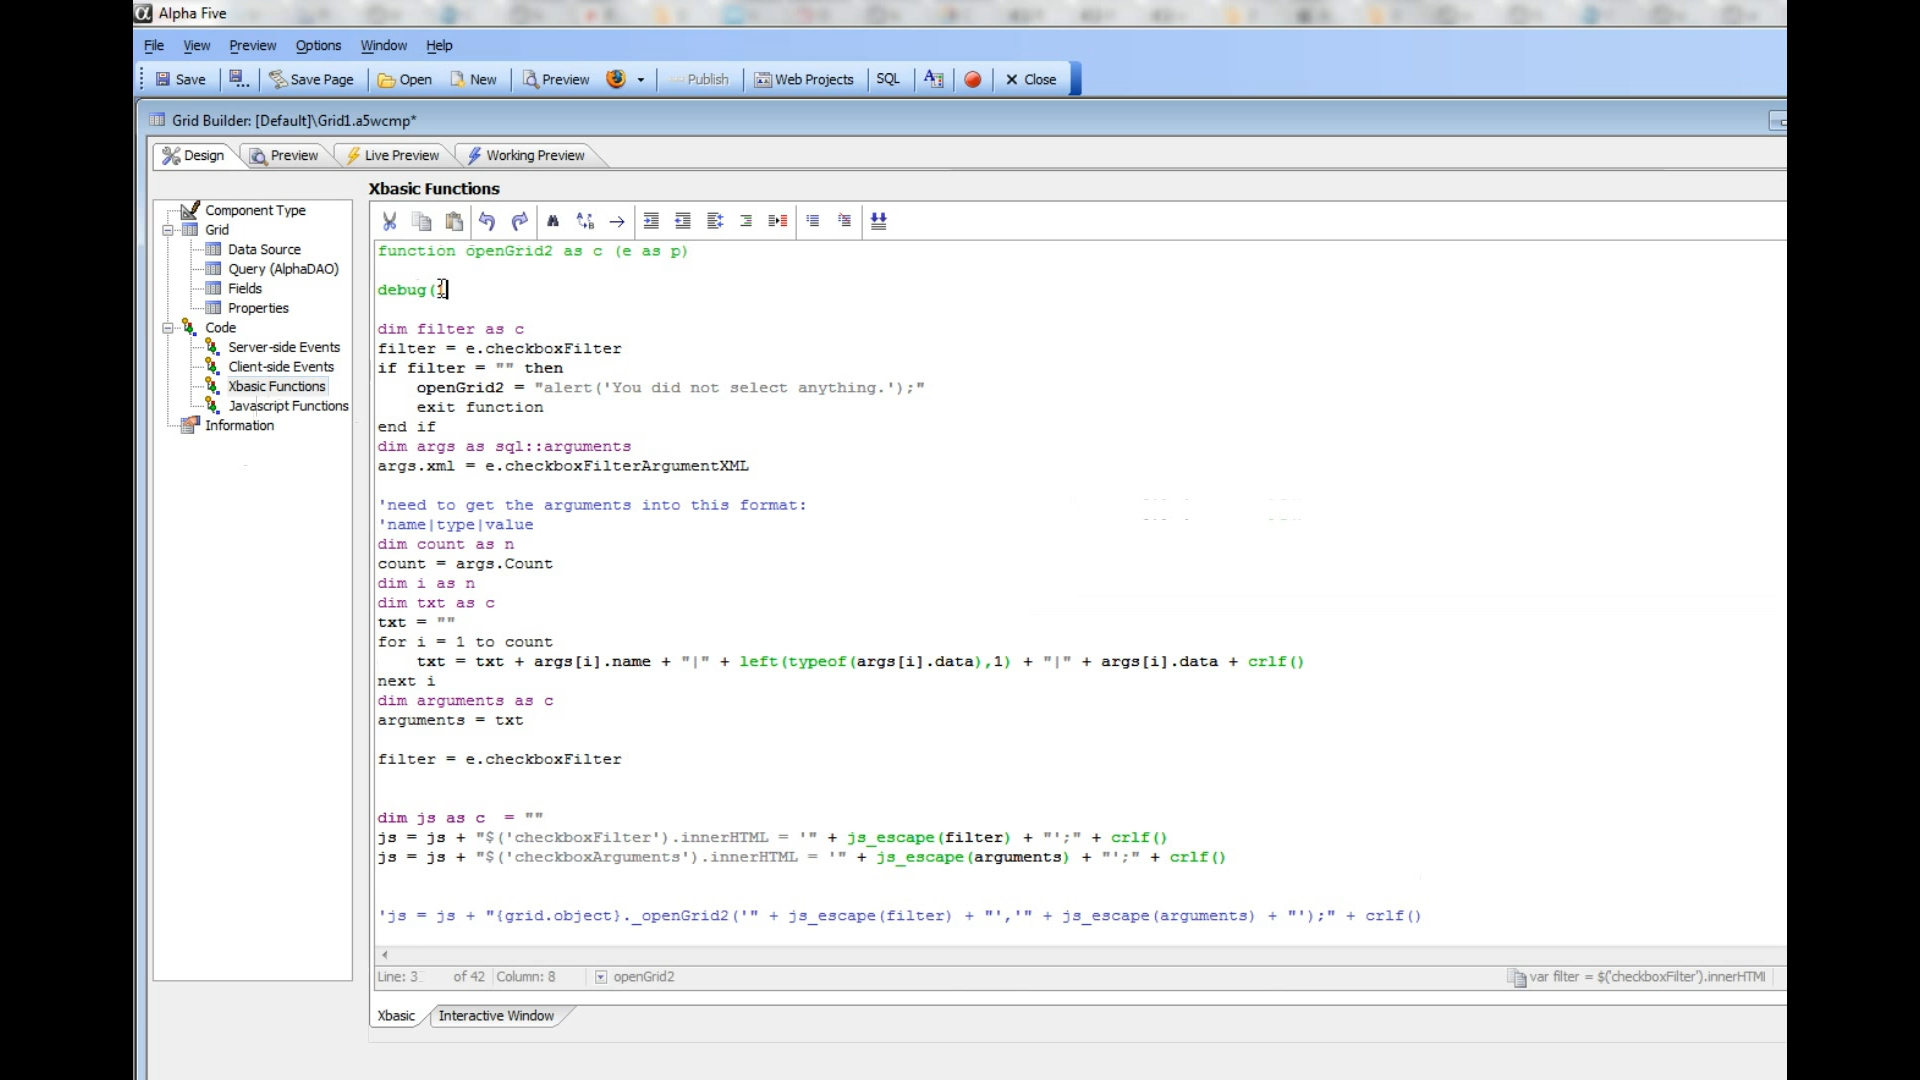 Alpha Five
File View Preview Options Window Help
Save Save Page Open New Preview Publish Web Projects SQL Close
Grid Builder: [Default]\Grid1.a5wcmp*
Design Preview Live Preview Working Preview
Component Type
Grid
Data Source
Query (AlphaDAO)
Fields
Properties
Code
Server-side Events
Client-side Events
Xbasic Functions
Javascript Functions
Information
Xbasic Functions
function openGrid2 as c (e as p)
debug(
dim filter as c
filter = e.checkboxFilter
if filter = "" then
openGrid2 = "alert('You did not select anything.');"
exit function
end if
dim args as sql::arguments
args.xml = e.checkboxFilterArgumentXML
'need to get the arguments into this format:
'name|type|value
dim count as n
count = args.Count
dim i as n
dim txt as c
txt = ""
for i = 1 to count
txt = txt + args[i].name + "|" + left(typeof(args[i].data),1) + "|" + args[i].data + crlf()
next i
dim arguments as c
arguments = txt
filter = e.checkboxFilter
dim js as c  = ""
js = js + "$('checkboxFilter').innerHTML = '" + js_escape(filter) + "';" + crlf()
js = js + "$('checkboxArguments').innerHTML = '" + js_escape(arguments) + "';" + crlf()
'js = js + "{grid.object}._openGrid2('" + js_escape(filter) + "','" + js_escape(arguments) + "');" + crlf()
Line: 3 of 42 Column: 8 openGrid2 var filter = $('checkboxFilter').innerHTMl
Xbasic Interactive Window